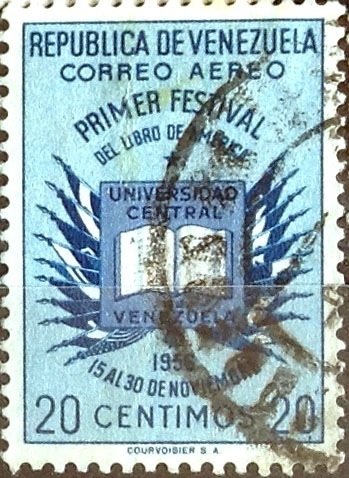 REPUBLICA DE VENEZUELA
CORREO AEREO
PRIMER FESTIVAL
DEL LIBRO DE AMERICA
UNIVERSIDAD
CENTRAL
DE
VENEZUELA
1956
15 AL 30 DE NOVIEMBRE
20 CENTIMOS 20
COURVOISIER S A.